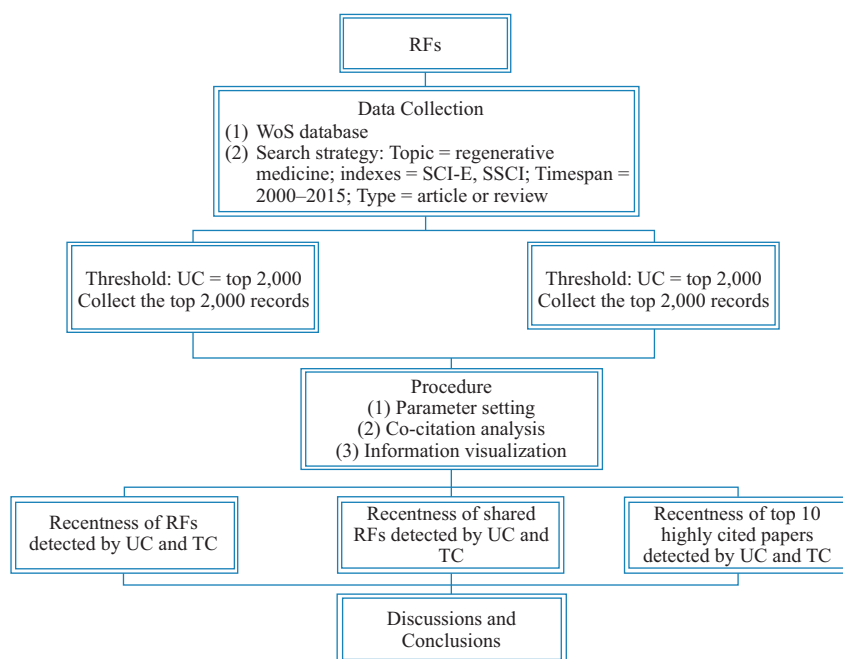 RFs
Data Collection
(1) WoS database
(2) Search strategy: Topic = regenerative
medicine; indexes = SCI-E, SSCI; Timespan =
2000–2015; Type = article or review
Threshold: UC = top 2,000
Collect the top 2,000 records
Threshold: UC = top 2,000
Collect the top 2,000 records
Procedure
(1) Parameter setting
(2) Co-citation analysis
(3) Information visualization
Recentness of RFs
detected by UC and TC
Recentness of shared
RFs detected by UC and
TC
Recentness of top 10
highly cited papers
detected by UC and TC
Discussions and
Conclusions